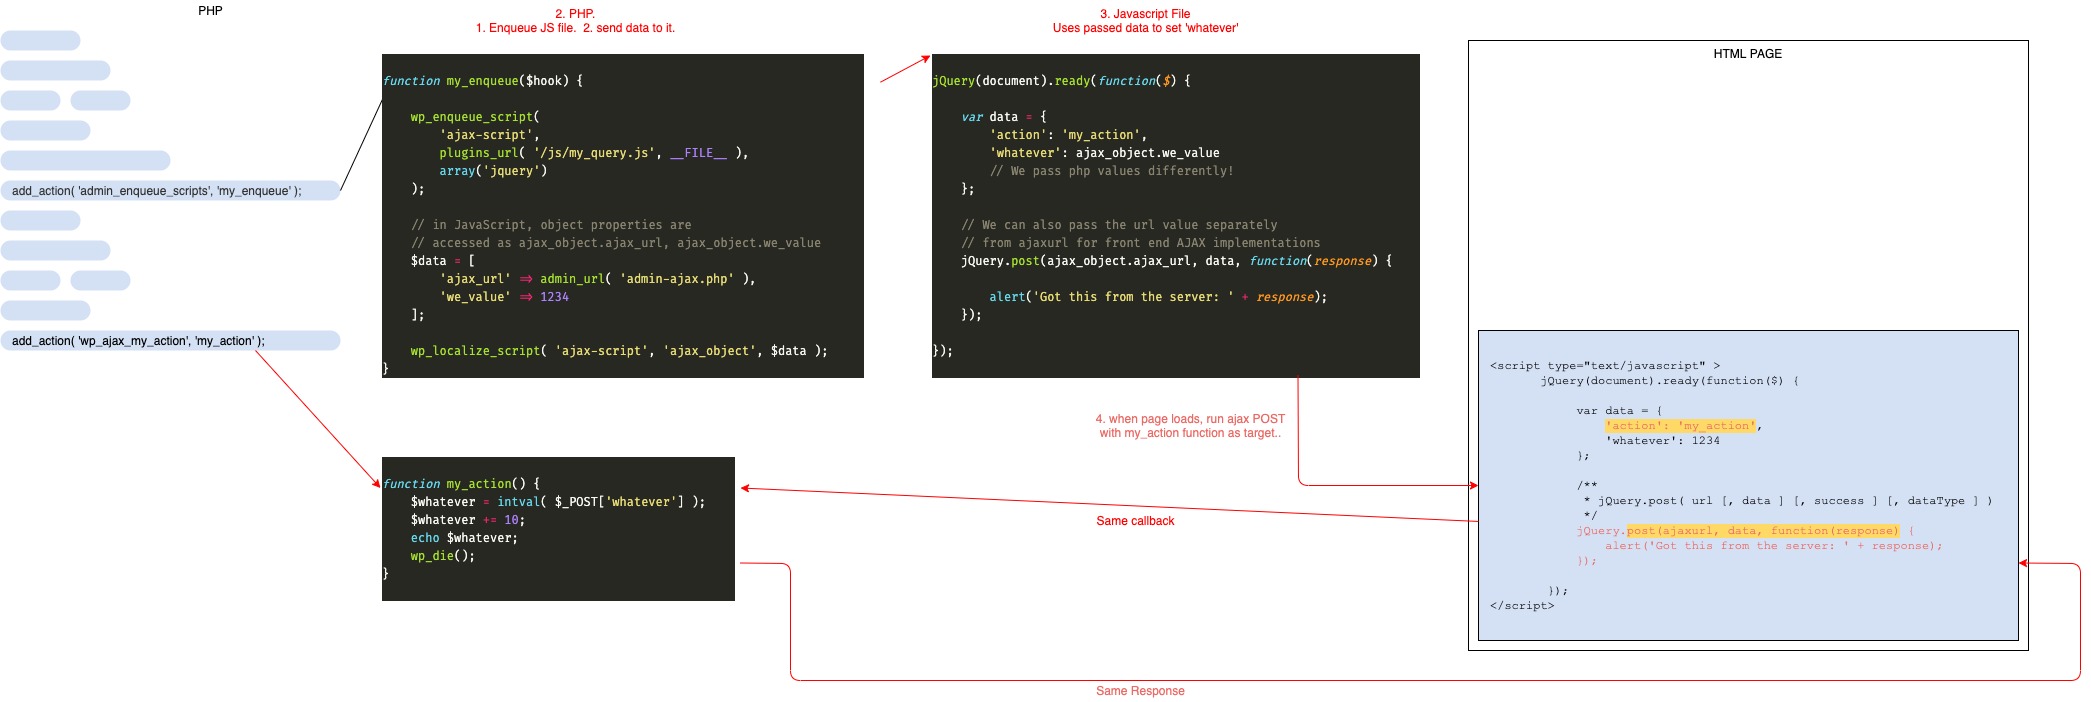 PHP
add_action( 'admin_enqueue_scripts', 'my_enqueue' );
add_action( 'wp_ajax_my_action', 'my_action' );
2. PHP.
1. Enqueue JS file.  2. send data to it.
function my_enqueue($hook) {
    wp_enqueue_script(
        'ajax-script',
        plugins_url( '/js/my_query.js', __FILE__ ),
        array('jquery')
    );
    // in JavaScript, object properties are
    // accessed as ajax_object.ajax_url, ajax_object.we_value
    $data = [
        'ajax_url' => admin_url( 'admin-ajax.php' ),
        'we_value' => 1234
    ];
    wp_localize_script( 'ajax-script', 'ajax_object', $data );
}
3. Javascript File
Uses passed data to set 'whatever'
jQuery(document).ready(function($) {
    var data = {
        'action': 'my_action',
        'whatever': ajax_object.we_value
        // We pass php values differently!
    };
    // We can also pass the url value separately
    // from ajaxurl for front end AJAX implementations
    jQuery.post(ajax_object.ajax_url, data, function(response) {
        alert('Got this from the server: ' + response);
    });
});
4. when page loads, run ajax POST
with my_action function as target..
function my_action() {
    $whatever = intval( $_POST['whatever'] );
    $whatever += 10;
    echo $whatever;
    wp_die();
}
Same callback
Same Response
HTML PAGE
<script type="text/javascript" >
    jQuery(document).ready(function($) {
        var data = {
            'action': 'my_action',
            'whatever': 1234
        };
        /**
         * jQuery.post( url [, data ] [, success ] [, dataType ] )
         */
        jQuery.post(ajaxurl, data, function(response) {
            alert('Got this from the server: ' + response);
        });
    });
</script>